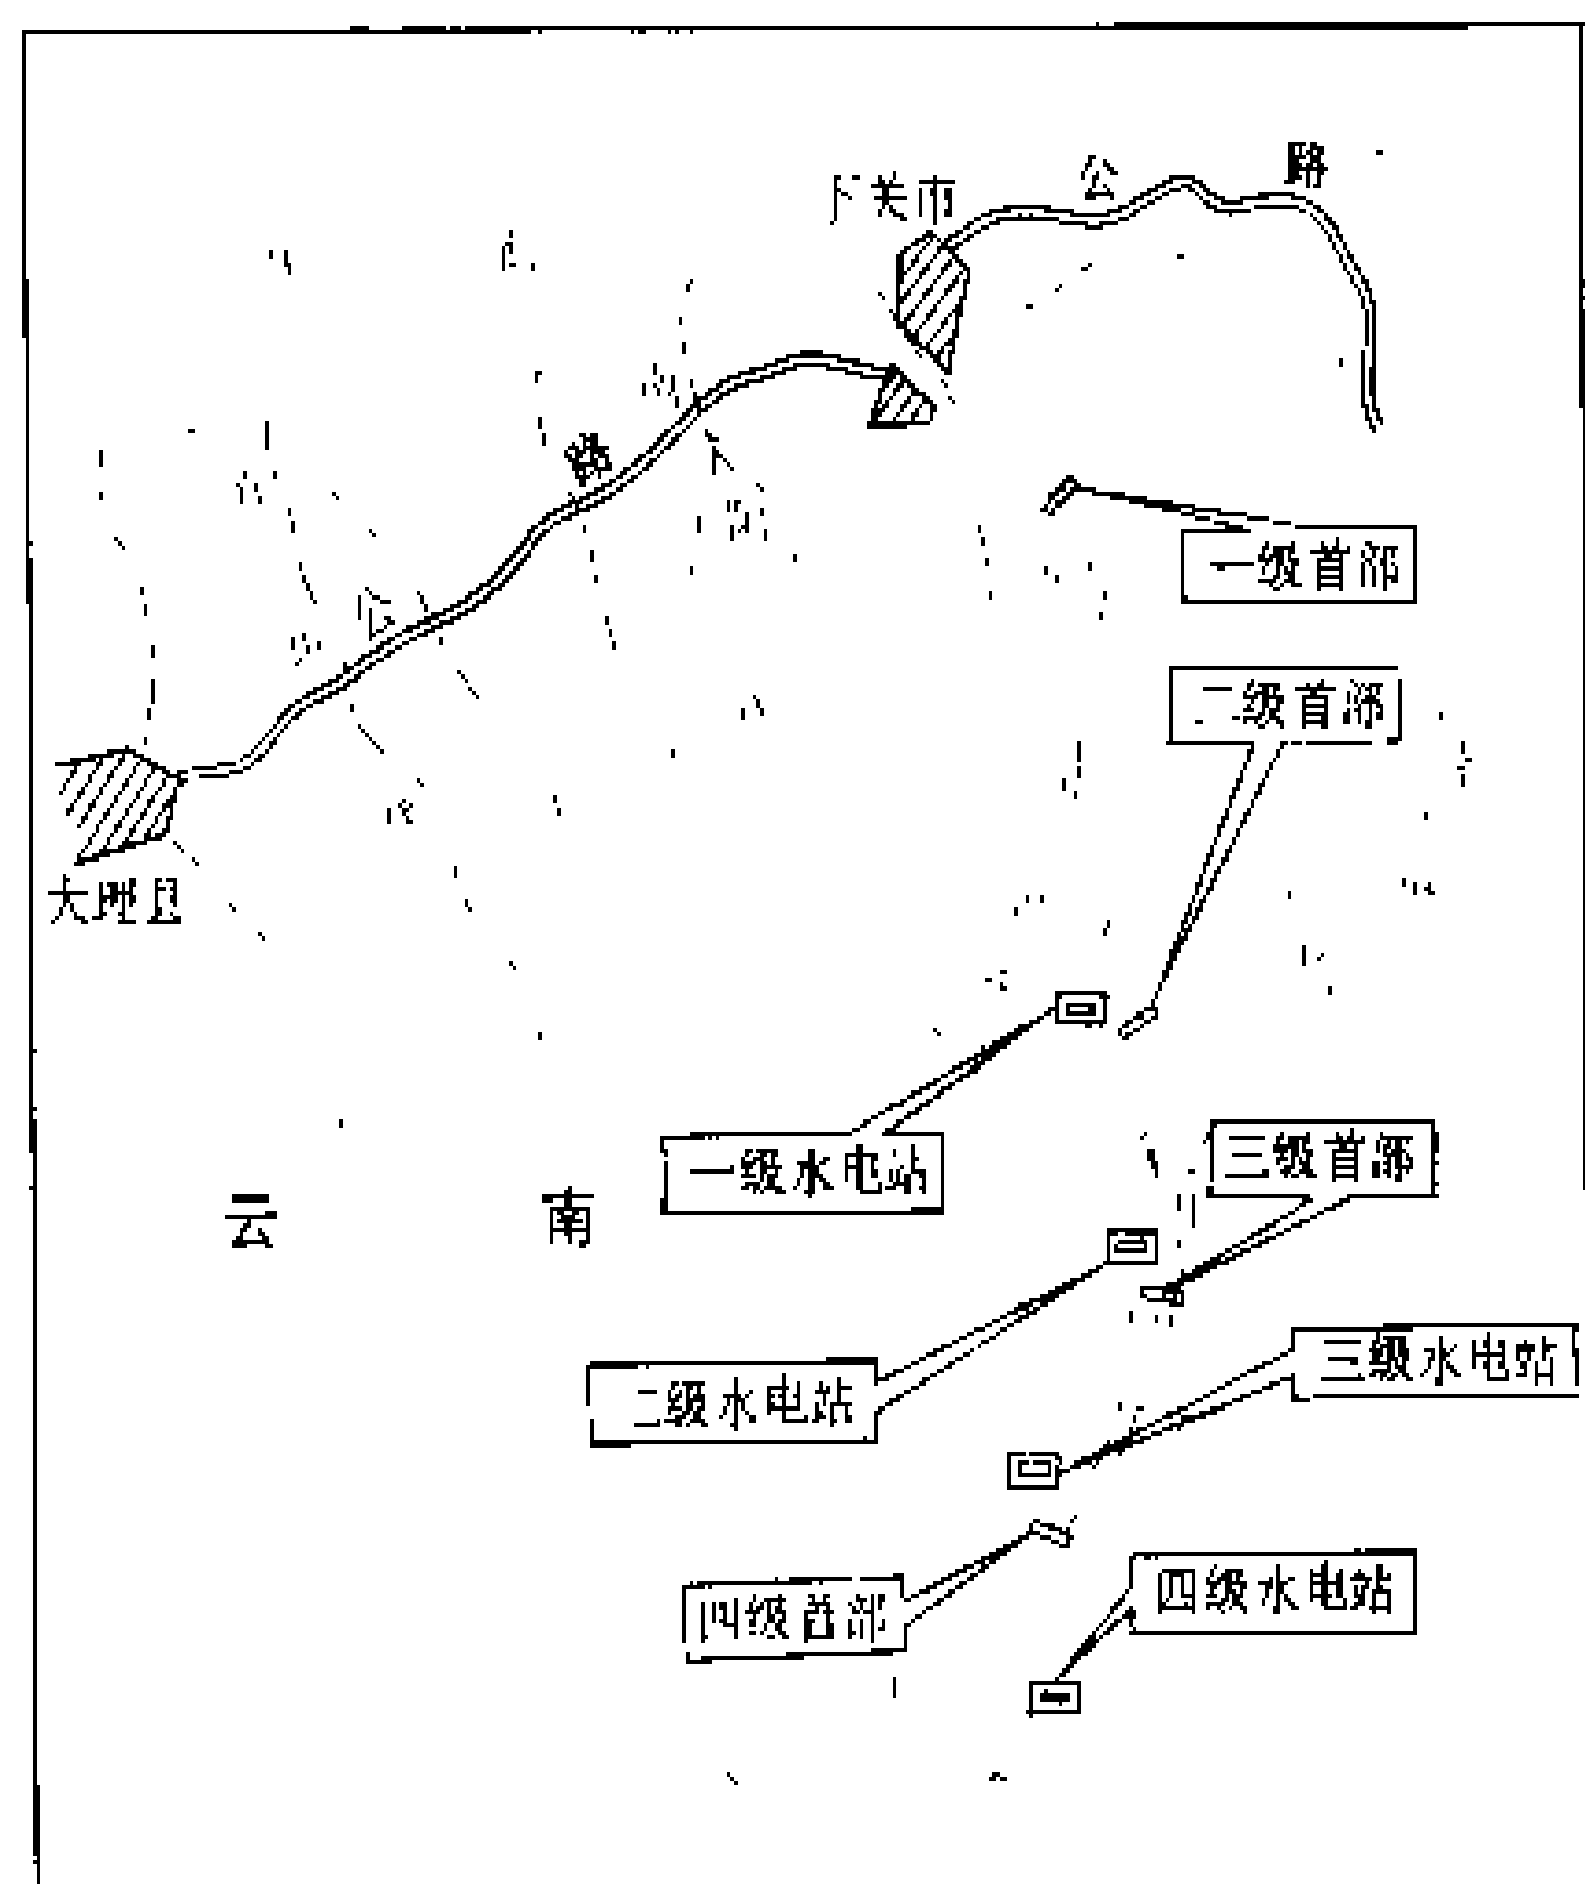 下关市
公路
公路
一级首部
二级首部
大理县
一级水电站
三级首部
云南
二级水电站
三级水电站
四级首部
四级水电站